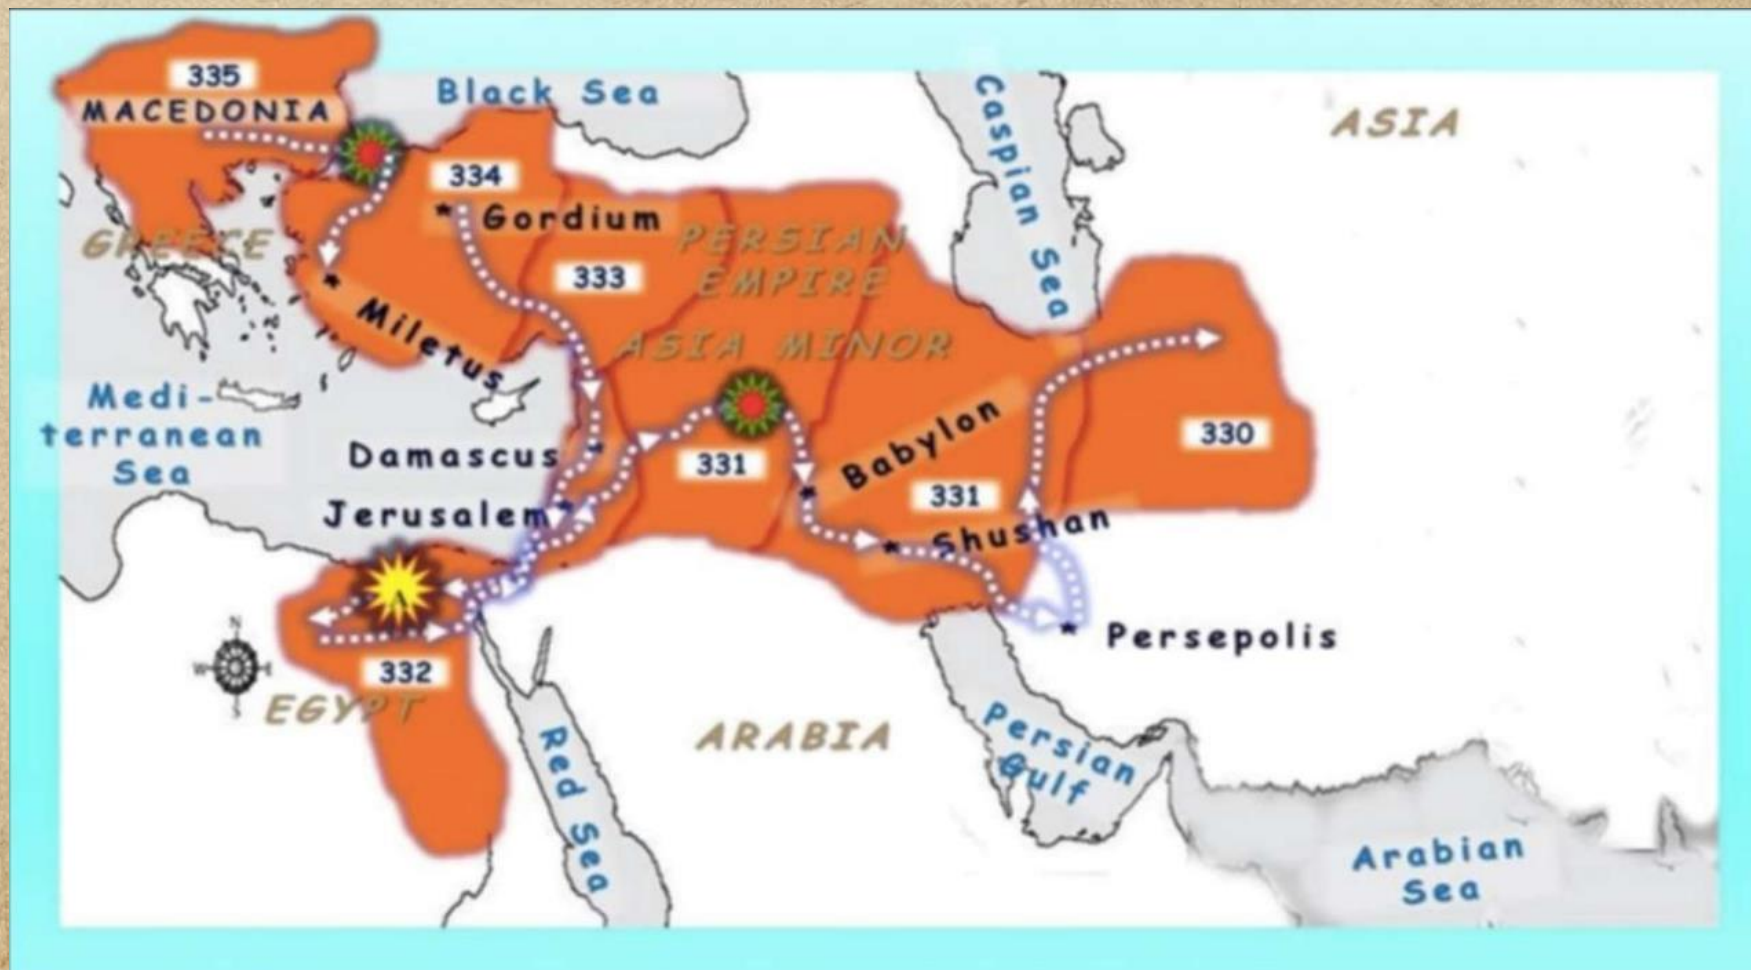 335
MACEDONIA
Black Sea
Caspian Sea
ASIA
334
Gordium
GREECE
PERSIAN
EMPIRE
333
Miletus
ASIA MINOR
Medi-
terranean
Sea
Damascus
Babylon
330
331
331
Jerusalem
Shushan
A
Persepolis
N
W
E
S
332
EGYPT
ARABIA
Red Sea
Persian
Gulf
Arabian
Sea